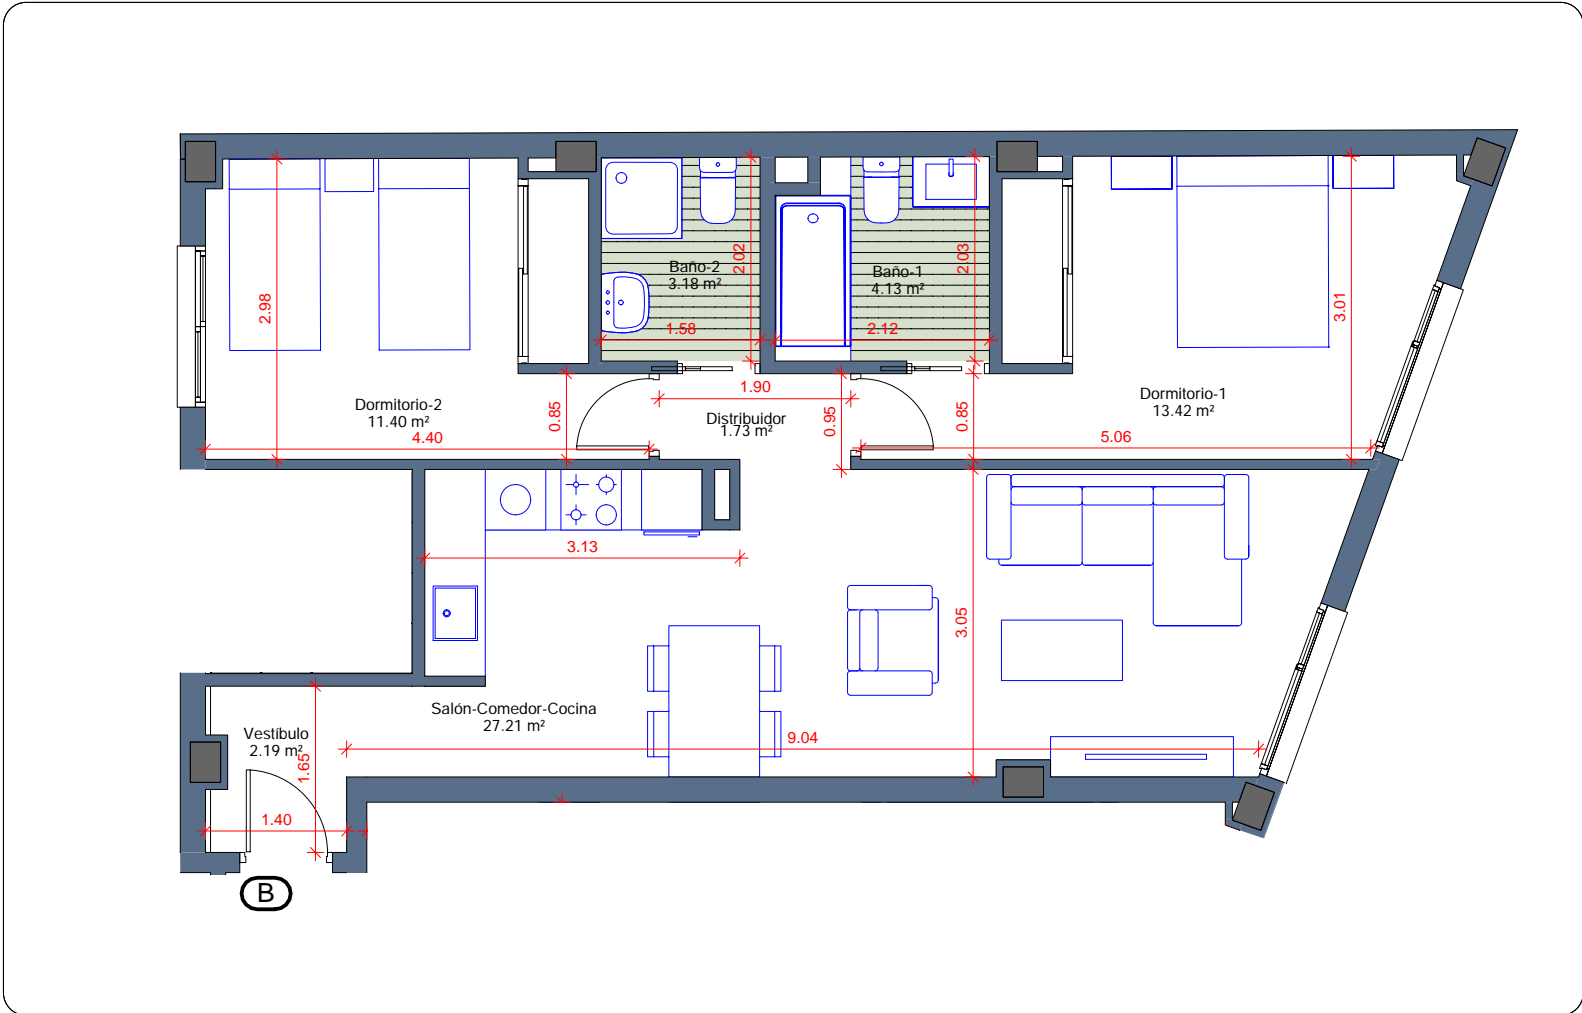 2.02
Baño-2
3.18 m²
2.03
Baño-1
4.13 m²
2.98
3.01
1.58
2.12
1.90
Dormitorio-2
11.40 m²
4.40
0.85
Distribuidor
1.73 m²
0.95
0.85
Dormitorio-1
13.42 m²
5.06
3.13
3.05
Salón-Comedor-Cocina
27.21 m²
Vestíbulo
2.19 m²
1.65
9.04
1.40
B